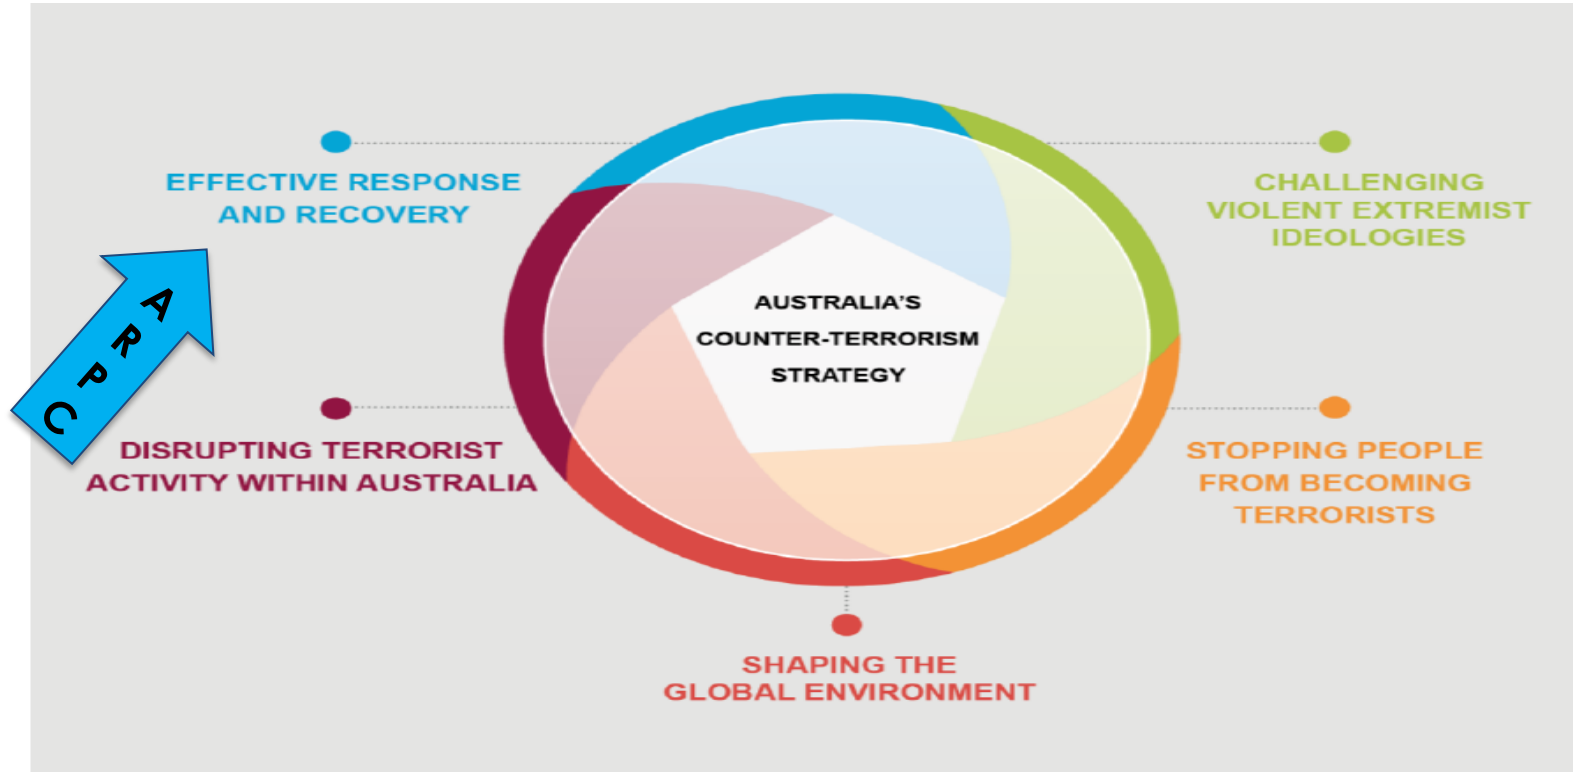 EFFECTIVE RESPONSE
AND RECOVERY
CHALLENGING
VIOLENT EXTREMIST
IDEOLOGIES
ARPC
AUSTRALIA'S
COUNTER-TERRORISM
STRATEGY
DISRUPTING TERRORIST
ACTIVITY WITHIN AUSTRALIA
STOPPING PEOPLE
FROM BECOMING
TERRORISTS
SHAPING THE
GLOBAL ENVIRONMENT